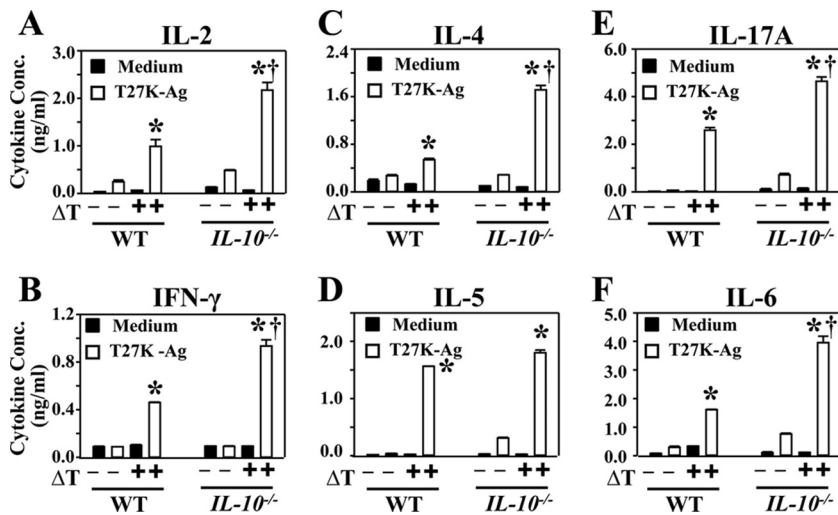 A
IL-2
Cytokine Conc.
(ng/ml)
3.0
2.0
1.0
0.0
Medium
T27K-Ag
*
*†
ΔT
− − + +
− − + +
WT
IL-10-/-
C
IL-4
1.6
1.2
0.8
0.4
0.0
Medium
T27K-Ag
*
*†
ΔT
− − + +
− − + +
WT
IL-10-/-
E
IL-17A
6.0
4.0
2.0
0.0
Medium
T27K-Ag
*
*†
ΔT
− − + +
− − + +
WT
IL-10-/-
B
IFN-γ
Cytokine Conc.
(ng/ml)
1.2
0.8
0.4
0.0
Medium
T27K -Ag
*
*†
ΔT
− − + +
− − + +
WT
IL-10-/-
D
IL-5
2.0
1.0
0.0
Medium
T27K-Ag
*
*
ΔT
− − + +
− − + +
WT
IL-10-/-
F
IL-6
5.0
4.0
3.0
2.0
1.0
0.0
Medium
T27K-Ag
*
*†
ΔT
− − + +
− − + +
WT
IL-10-/-